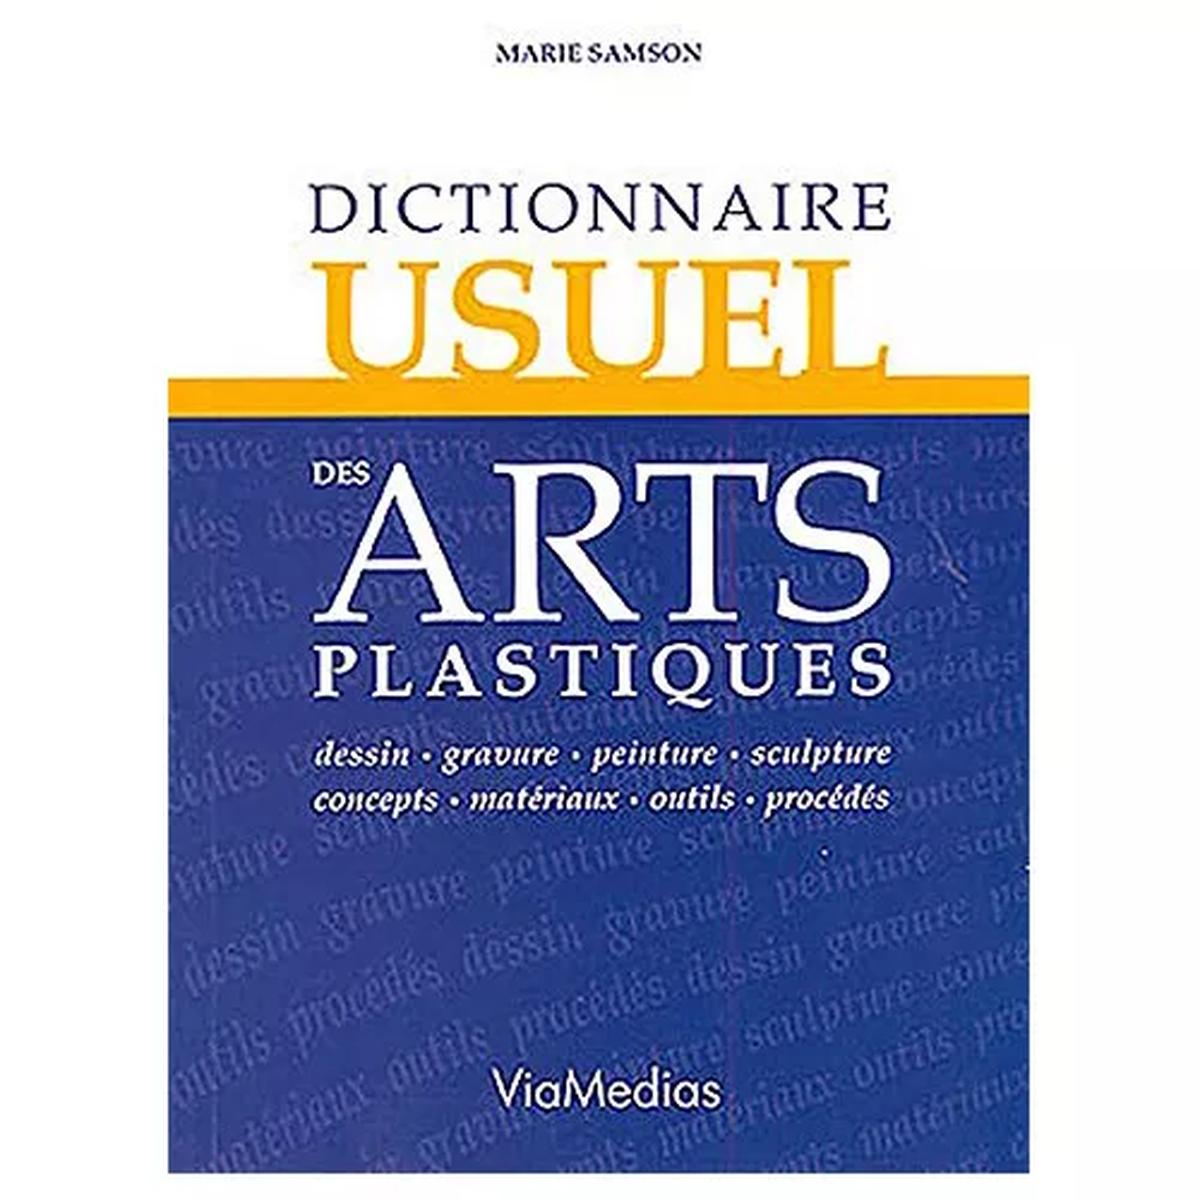 MARIE SAMSON
DICTIONNAIRE
USUEL
DES ARTS
PLASTIQUES
dessin • gravure • peinture • sculpture
concepts • matériaux • outils • procédés
ViaMedias